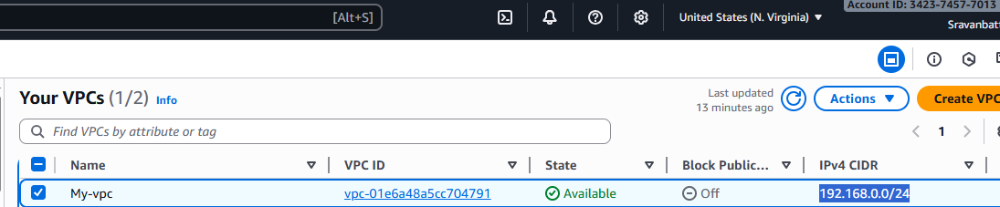 [Alt+S]
United States (N. Virginia)
Account ID: 3423-7457-7013
Sravanbatt
Your VPCs (1/2) Info
Last updated
13 minutes ago
Actions
Create VPC
Find VPCs by attribute or tag
1
Name
VPC ID
State
Block Public...
IPv4 CIDR
My-vpc
vpc-01e6a48a5cc704791
Available
Off
192.168.0.0/24